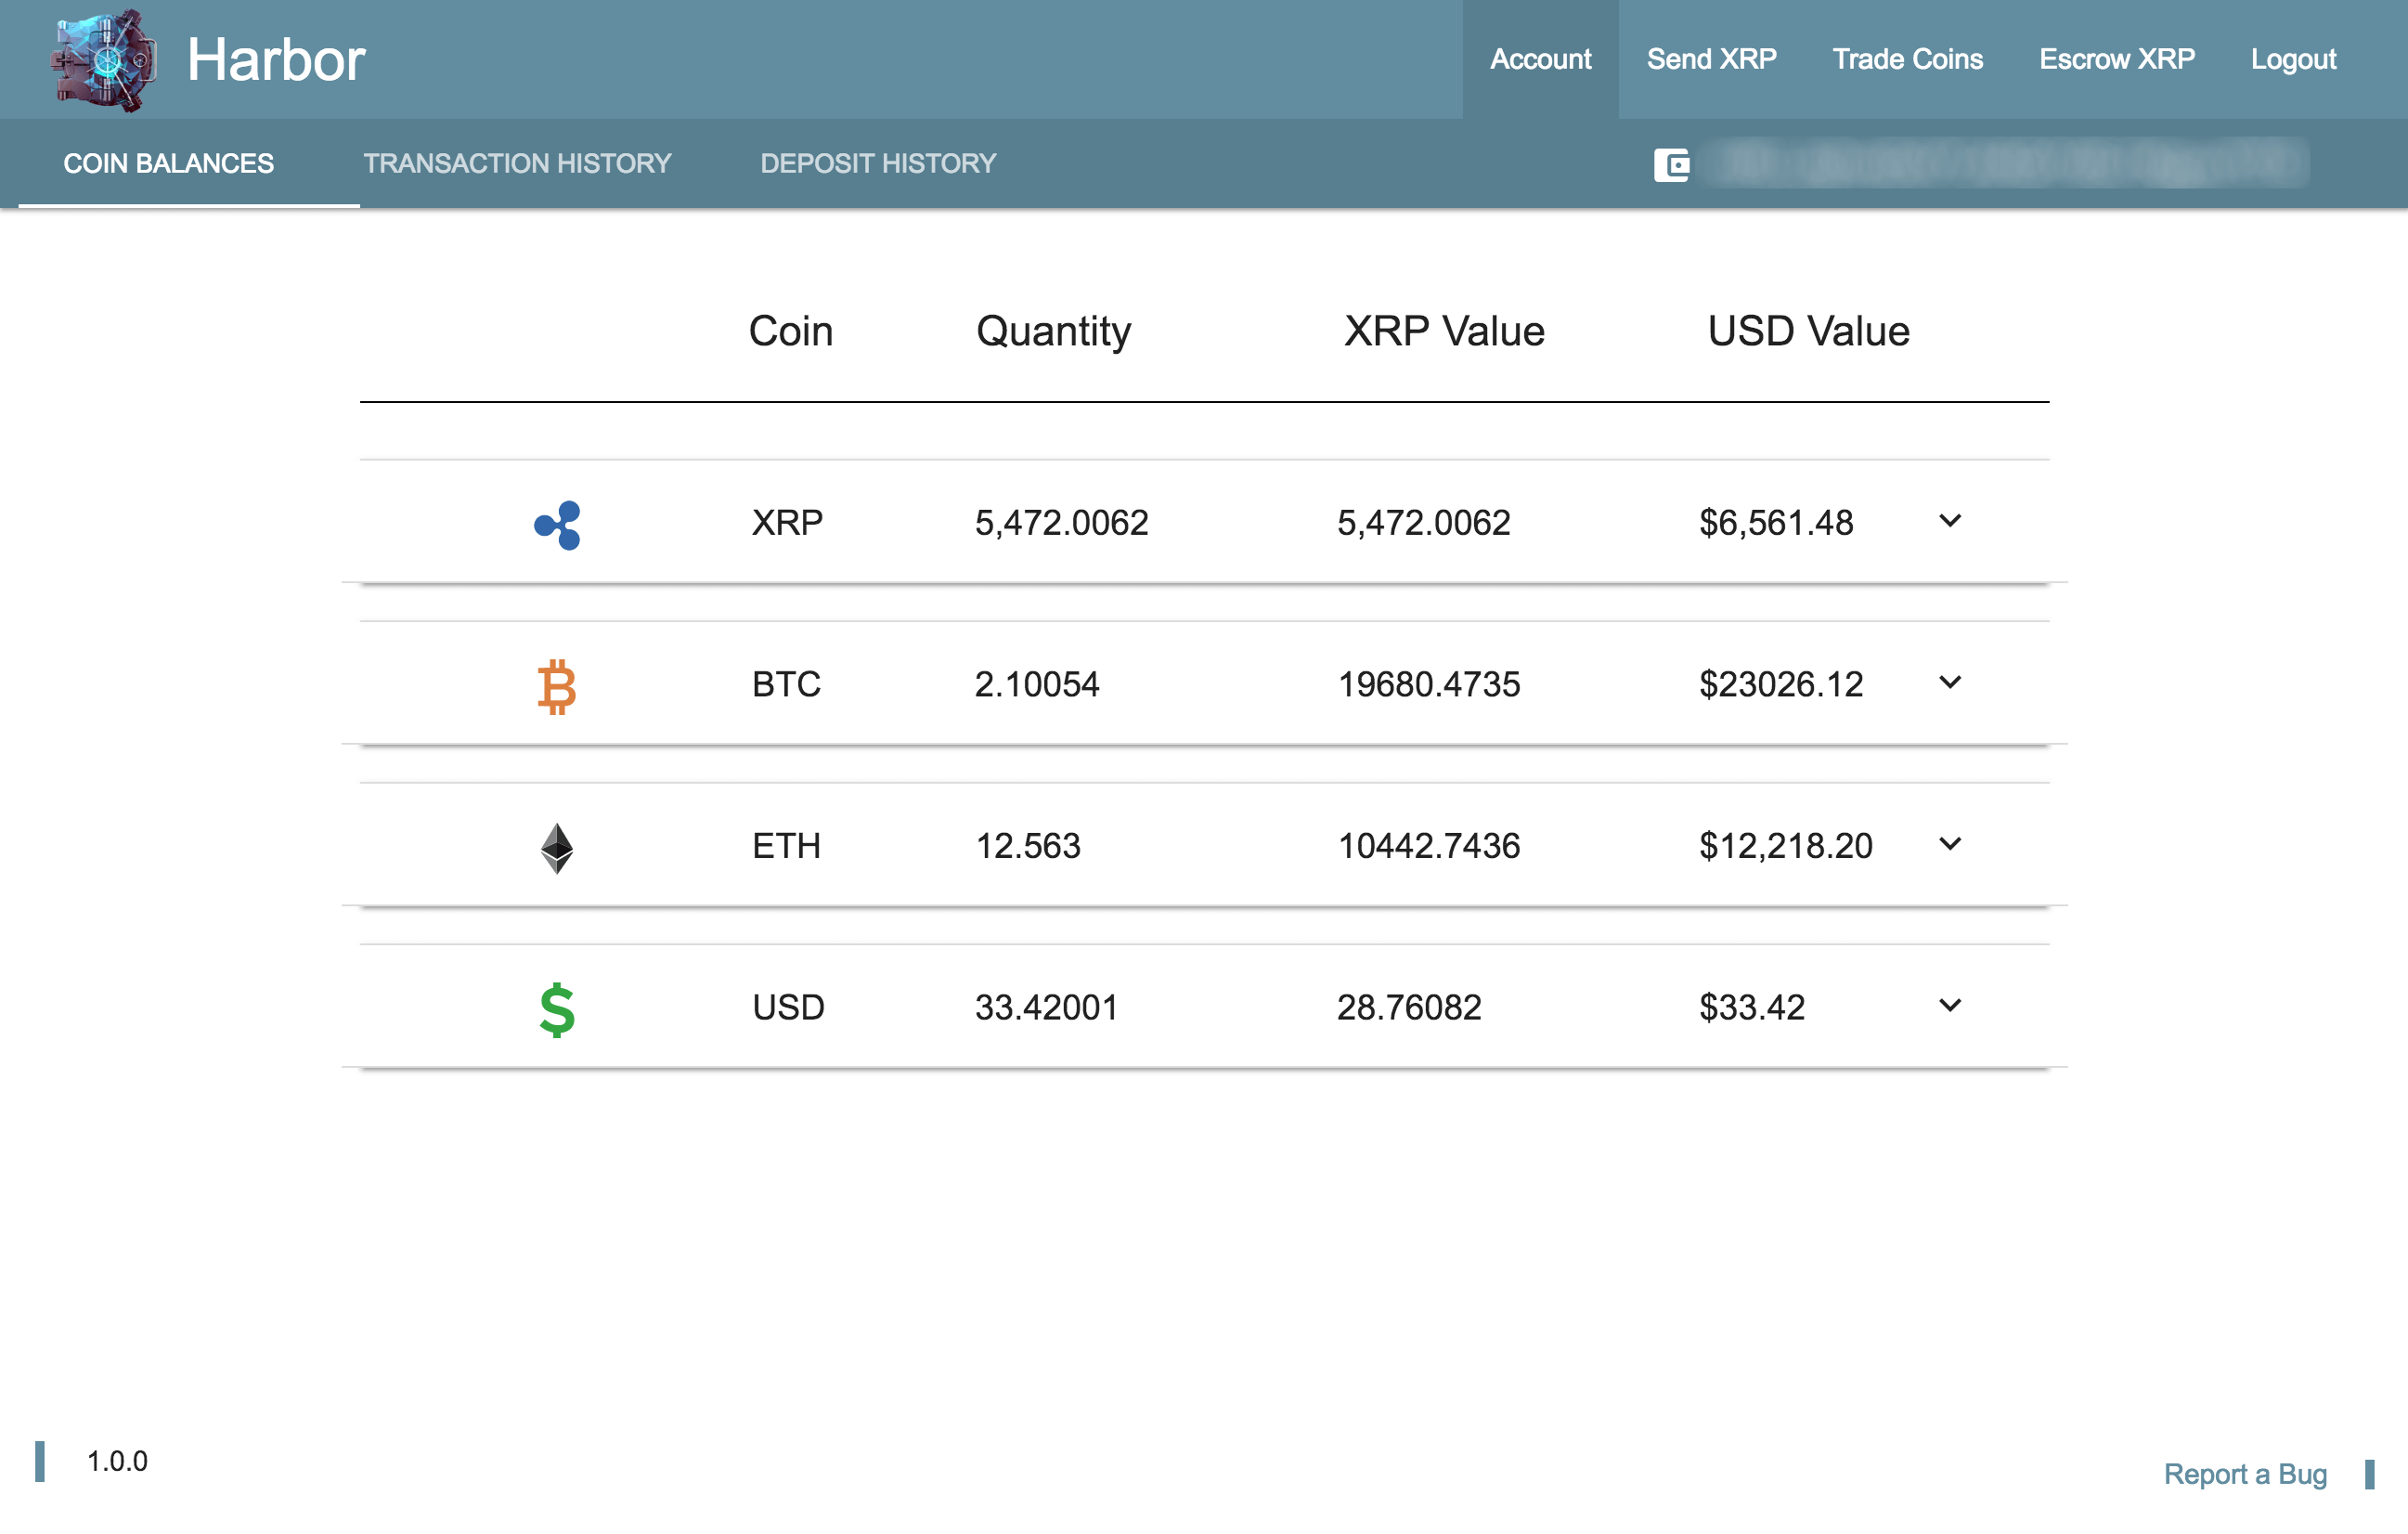 Harbor
Account Send XRP Trade Coins Escrow XRP Logout
COIN BALANCES TRANSACTION HISTORY DEPOSIT HISTORY
Coin Quantity XRP Value USD Value
XRP 5,472.0062 5,472.0062 $6,561.48
BTC 2.10054 19680.4735 $23026.12
ETH 12.563 10442.7436 $12,218.20
USD 33.42001 28.76082 $33.42
1.0.0
Report a Bug